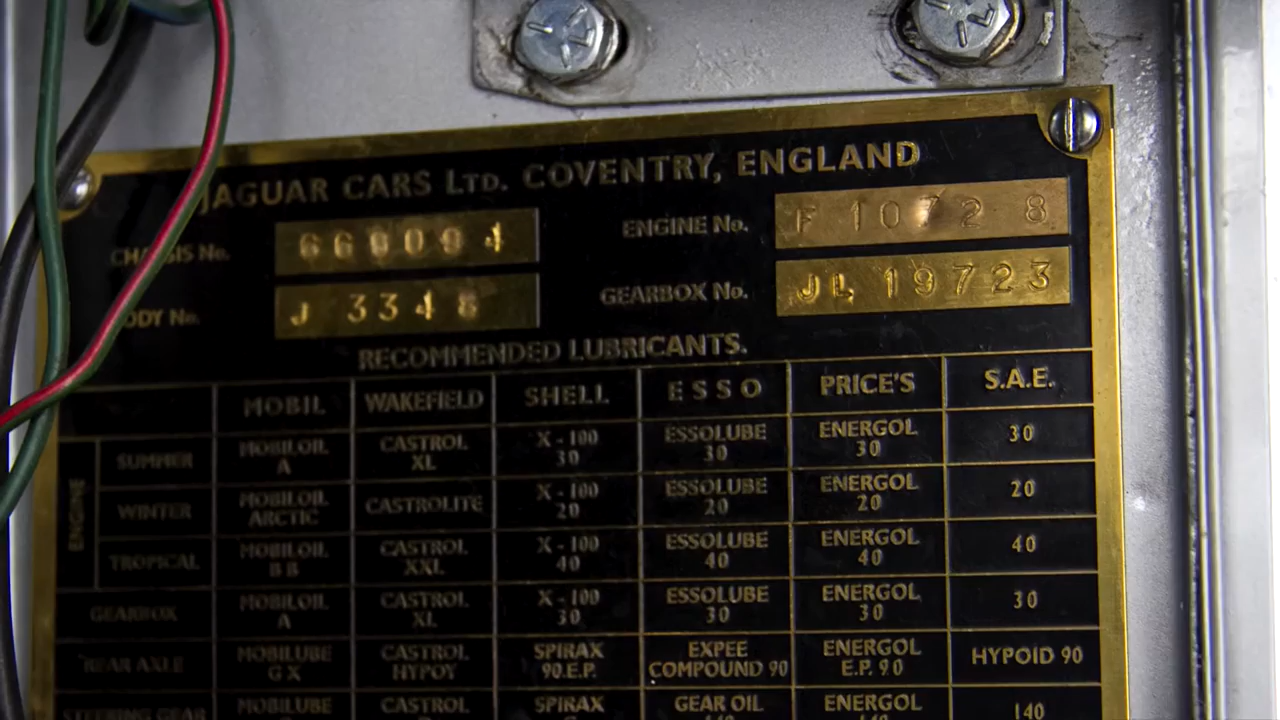 JAGUAR CARS LTD. COVENTRY, ENGLAND
CHASSIS No. 660094 ENGINE No. F 1072 8
BODY No. J 3348 GEARBOX No. JL 19723
RECOMMENDED LUBRICANTS.
MOBIL WAKEFIELD SHELL ESSO PRICE'S S.A.E.
ENGINE
SUMMER MOBILOIL A CASTROL XL X-100 30 ESSOLUBE 30 ENERGOL 30 30
WINTER MOBILOIL ARCTIC CASTROLITE X-100 20 ESSOLUBE 20 ENERGOL 20 20
TROPICAL MOBILOIL BB CASTROL XXL X-100 40 ESSOLUBE 40 ENERGOL 40 40
GEARBOX MOBILOIL A CASTROL XL X-100 30 ESSOLUBE 30 ENERGOL 30 30
REAR AXLE MOBILUBE GX CASTROL HYPOY SPIRAX 90.E.P. EXPEE COMPOUND 90 ENERGOL E.P. 90 HYPOID 90
STEERING GEAR MOBILUBE CASTROL SPIRAX GEAR OIL ENERGOL 140